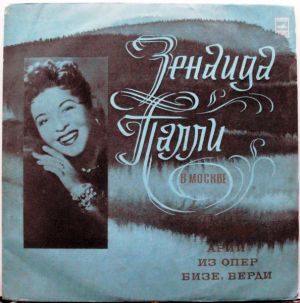 Зенаида
Палли
В МОСКВЕ
АРИИ
ИЗ ОПЕР
БИЗЕ, ВЕРДИ